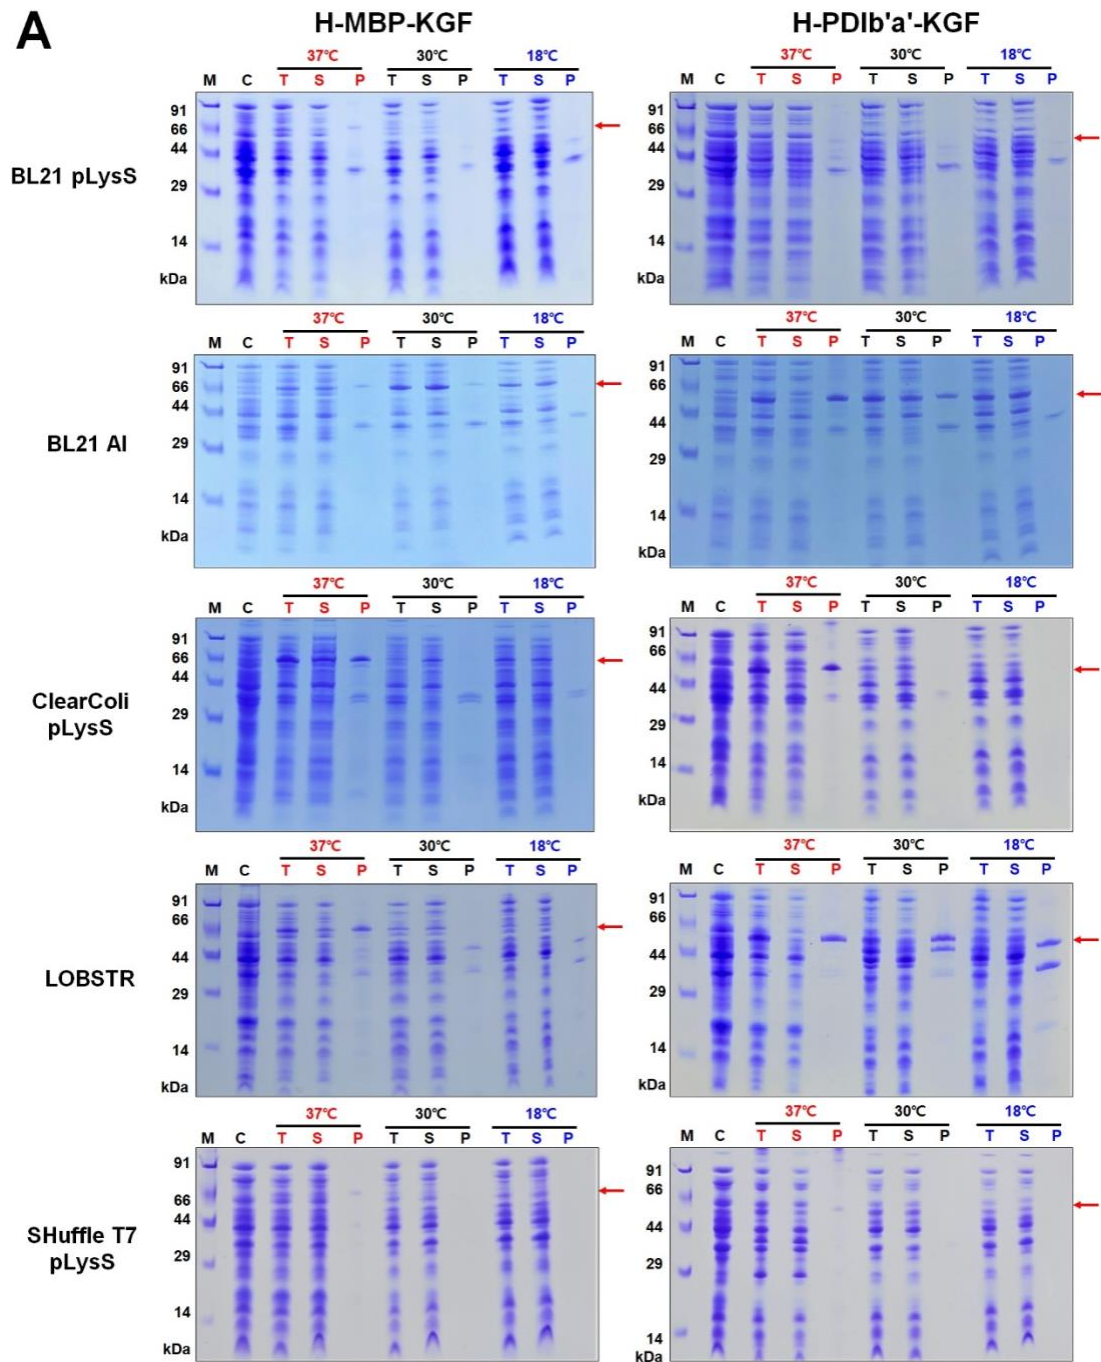 A
H-MBP-KGF
H-PDIb'a'-KGF
37℃ 30℃ 18℃
37℃ 30℃ 18℃
M C T S P T S P T S P
M C T S P T S P T S P
BL21 pLysS
91
66
44
29
14
kDa
91
66
44
29
14
kDa
37℃ 30℃ 18℃
37℃ 30℃ 18℃
M C T S P T S P T S P
M C T S P T S P T S P
BL21 AI
91
66
44
29
14
kDa
91
66
44
29
14
kDa
37℃ 30℃ 18℃
37℃ 30℃ 18℃
M C T S P T S P T S P
M C T S P T S P T S P
ClearColi
pLysS
91
66
44
29
14
kDa
91
66
44
29
14
kDa
37℃ 30℃ 18℃
37℃ 30℃ 18℃
M C T S P T S P T S P
M C T S P T S P T S P
LOBSTR
91
66
44
29
14
kDa
91
66
44
29
14
kDa
37℃ 30℃ 18℃
37℃ 30℃ 18℃
M C T S P T S P T S P
M C T S P T S P T S P
SHuffle T7
pLysS
91
66
44
29
14
kDa
91
66
44
29
14
kDa